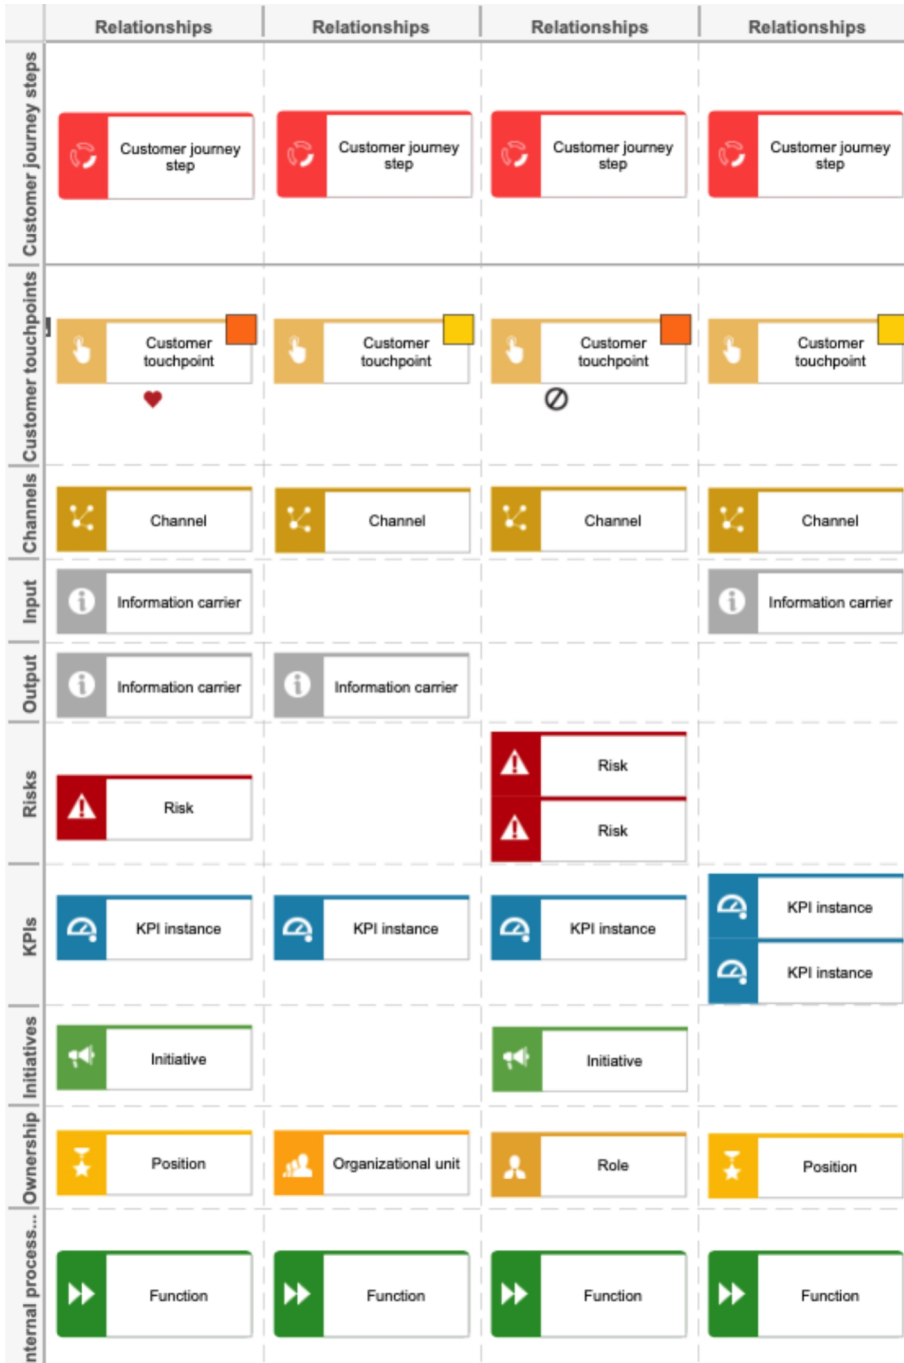 Relationships Relationships Relationships Relationships
Customer journey steps
Customer journey
step
Customer journey
step
Customer journey
step
Customer journey
step
Customer touchpoints
Customer
touchpoint
Customer
touchpoint
Customer
touchpoint
Customer
touchpoint
Channels
Channel
Channel
Channel
Channel
Input
Information carrier
Information carrier
Output
Information carrier
Information carrier
Risks
Risk
Risk
Risk
KPIs
KPI instance
KPI instance
KPI instance
KPI instance
KPI instance
Initiatives
Initiative
Initiative
Ownership
Position
Organizational unit
Role
Position
nternal process...
Function
Function
Function
Function